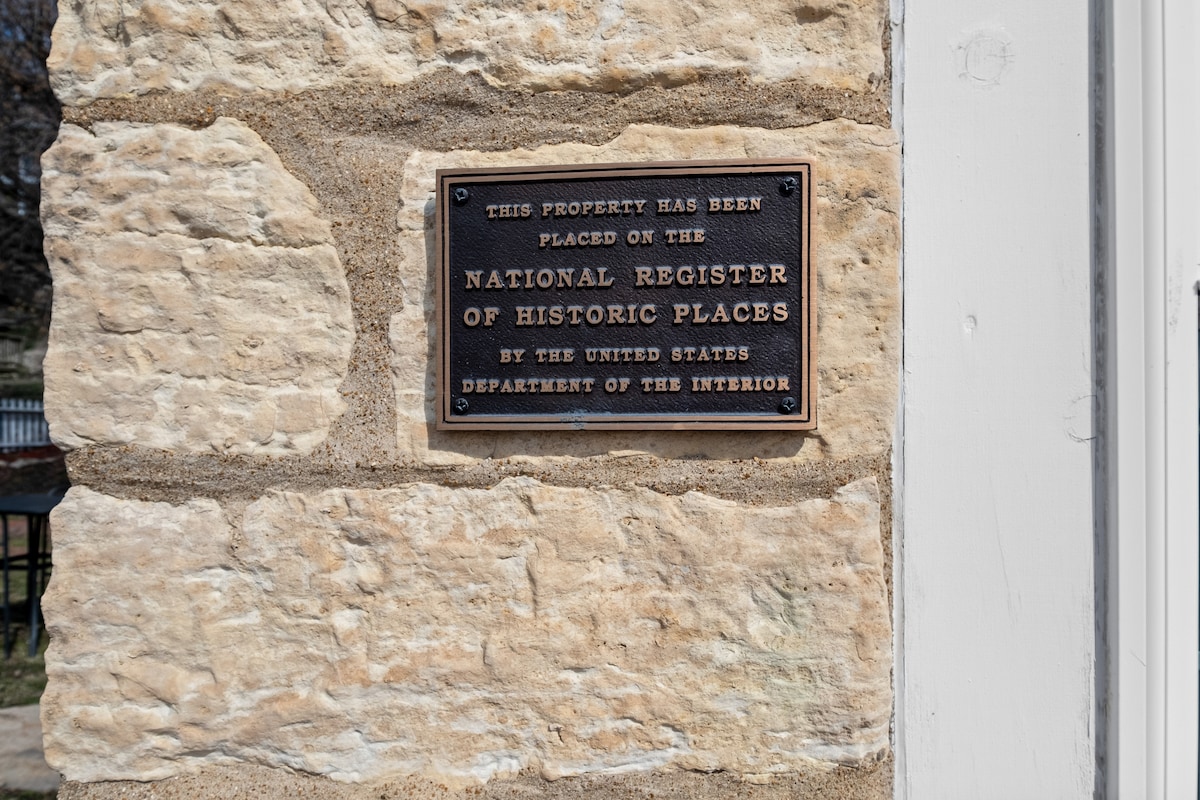 THIS PROPERTY HAS BEEN
PLACED ON THE
NATIONAL REGISTER
OF HISTORIC PLACES
BY THE UNITED STATES
DEPARTMENT OF THE INTERIOR